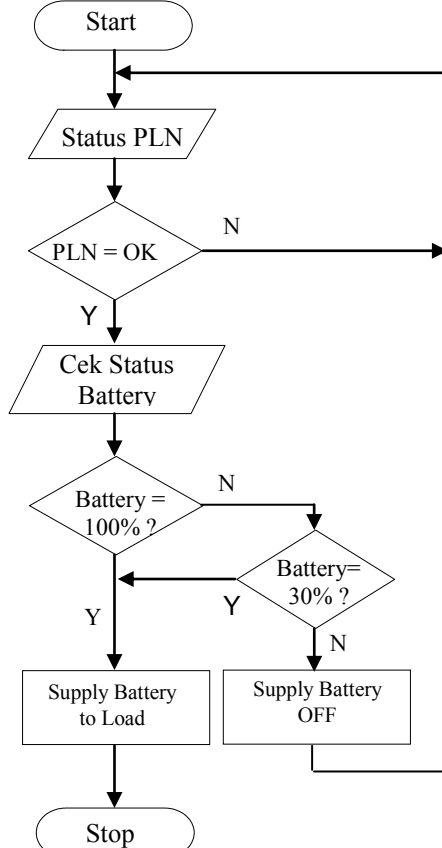 Start
Status PLN
PLN = OK
N
Y
Cek Status
Battery
Battery =
100% ?
N
Battery=
30% ?
Y
Y
N
Supply Battery
to Load
Supply Battery
OFF
Stop